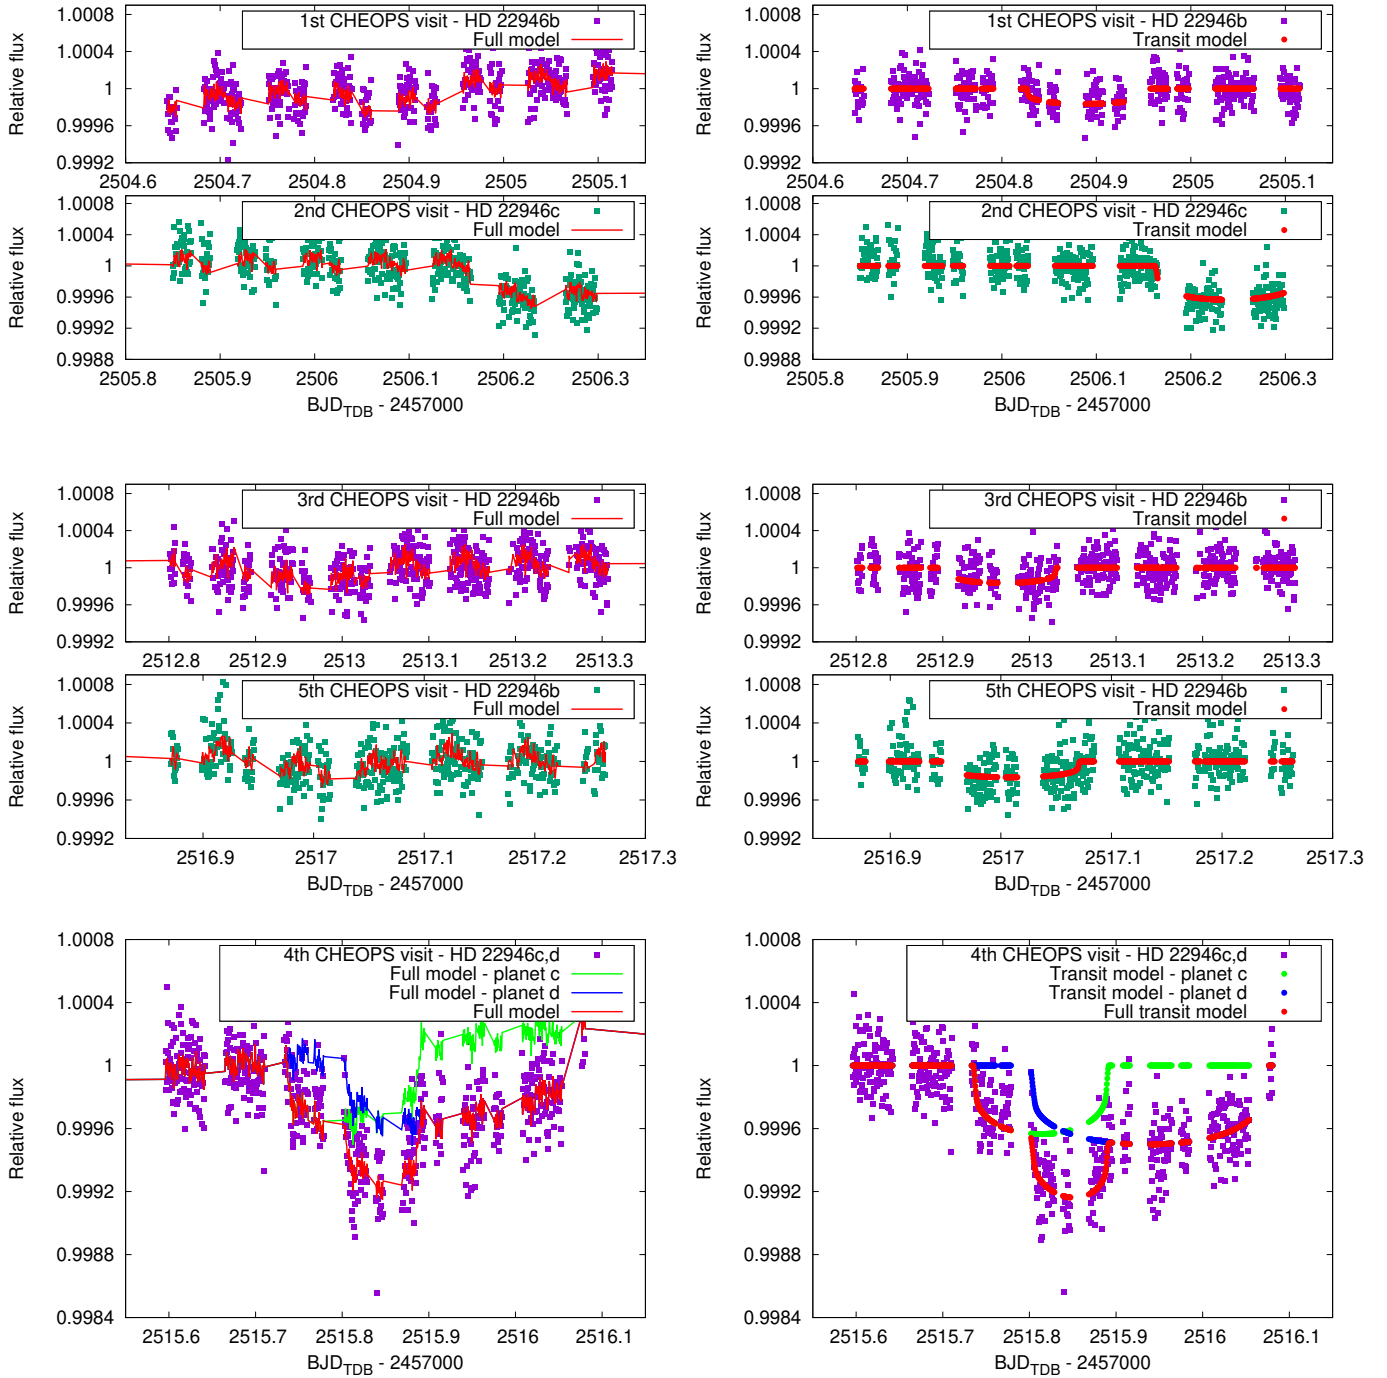 1st CHEOPS visit - HD 22946b
Full model
Relative flux
1.0008
1.0004
1
0.9996
0.9992
2504.6 2504.7 2504.8 2504.9 2505 2505.1
1st CHEOPS visit - HD 22946b
Transit model
Relative flux
1.0008
1.0004
1
0.9996
0.9992
2504.6 2504.7 2504.8 2504.9 2505 2505.1
2nd CHEOPS visit - HD 22946c
Full model
Relative flux
1.0008
1.0004
1
0.9996
0.9992
0.9988
2505.8 2505.9 2506 2506.1 2506.2 2506.3
BJD_TDB - 2457000
2nd CHEOPS visit - HD 22946c
Transit model
Relative flux
1.0008
1.0004
1
0.9996
0.9992
0.9988
2505.8 2505.9 2506 2506.1 2506.2 2506.3
BJD_TDB - 2457000
3rd CHEOPS visit - HD 22946b
Full model
Relative flux
1.0008
1.0004
1
0.9996
0.9992
2512.8 2512.9 2513 2513.1 2513.2 2513.3
3rd CHEOPS visit - HD 22946b
Transit model
Relative flux
1.0008
1.0004
1
0.9996
0.9992
2512.8 2512.9 2513 2513.1 2513.2 2513.3
5th CHEOPS visit - HD 22946b
Full model
Relative flux
1.0008
1.0004
1
0.9996
0.9992
2516.9 2517 2517.1 2517.2 2517.3
BJD_TDB - 2457000
5th CHEOPS visit - HD 22946b
Transit model
Relative flux
1.0008
1.0004
1
0.9996
0.9992
2516.9 2517 2517.1 2517.2 2517.3
BJD_TDB - 2457000
4th CHEOPS visit - HD 22946c,d
Full model - planet c
Full model - planet d
Full model
Relative flux
1.0008
1.0004
1
0.9996
0.9992
0.9988
0.9984
2515.6 2515.7 2515.8 2515.9 2516 2516.1
BJD_TDB - 2457000
4th CHEOPS visit - HD 22946c,d
Transit model - planet c
Transit model - planet d
Full transit model
Relative flux
1.0008
1.0004
1
0.9996
0.9992
0.9988
0.9984
2515.6 2515.7 2515.8 2515.9 2516 2516.1
BJD_TDB - 2457000